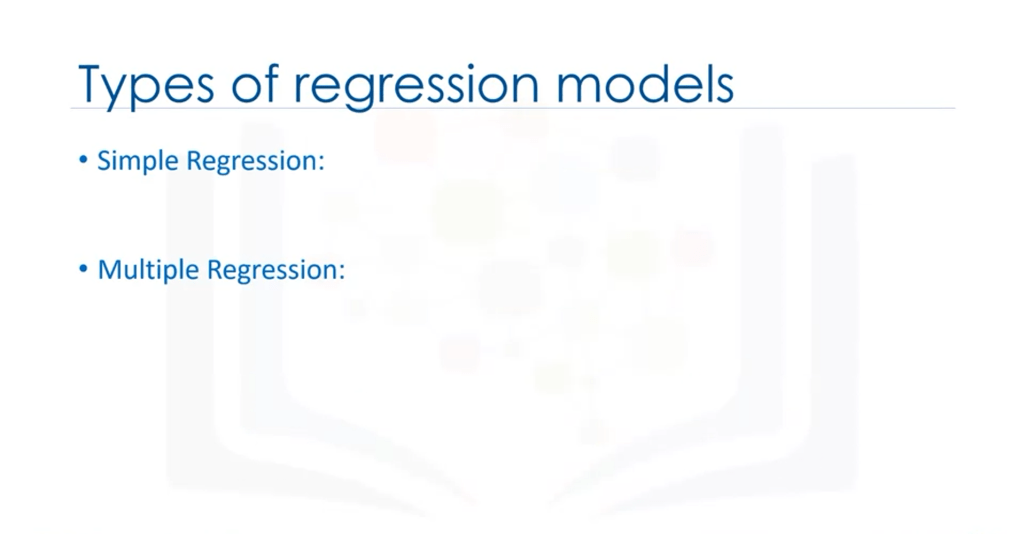 Types of regression models
• Simple Regression:
• Multiple Regression: